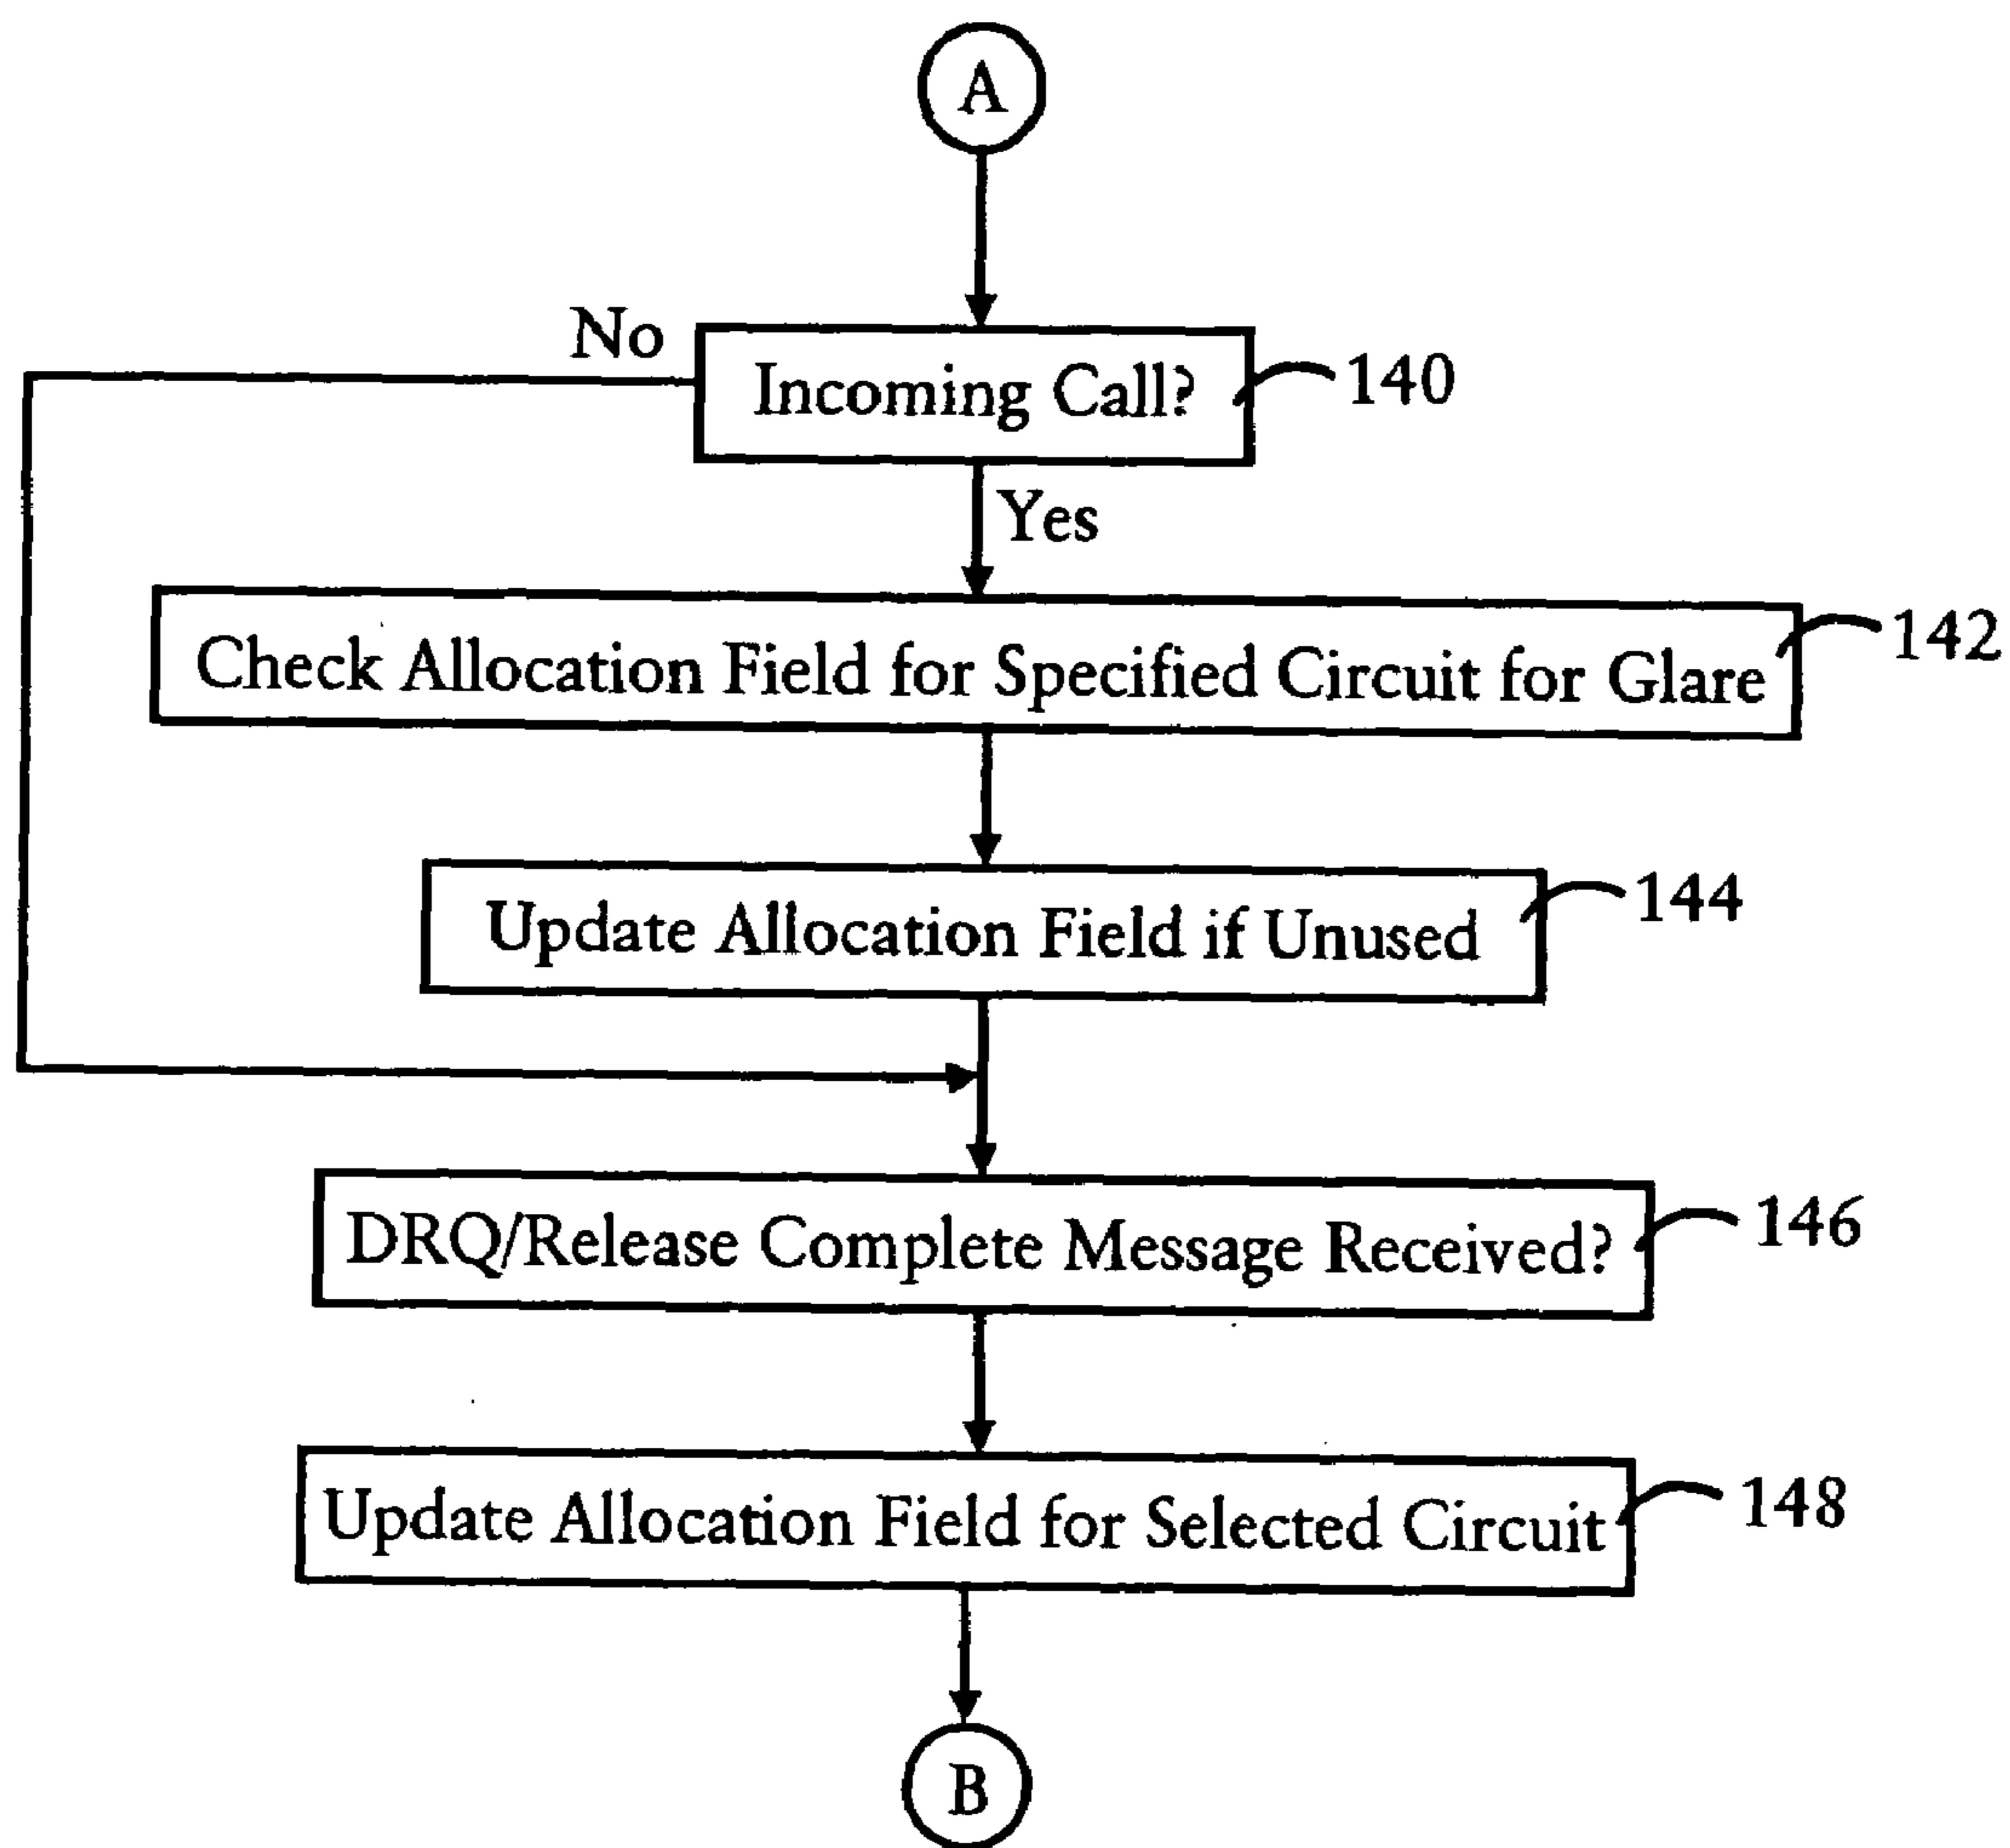 A
No
Incoming Call?
140
Yes
Check Allocation Field for Specified Circuit for Glare
142
Update Allocation Field if Unused
144
DRQ/Release Complete Message Received?
146
Update Allocation Field for Selected Circuit
148
B